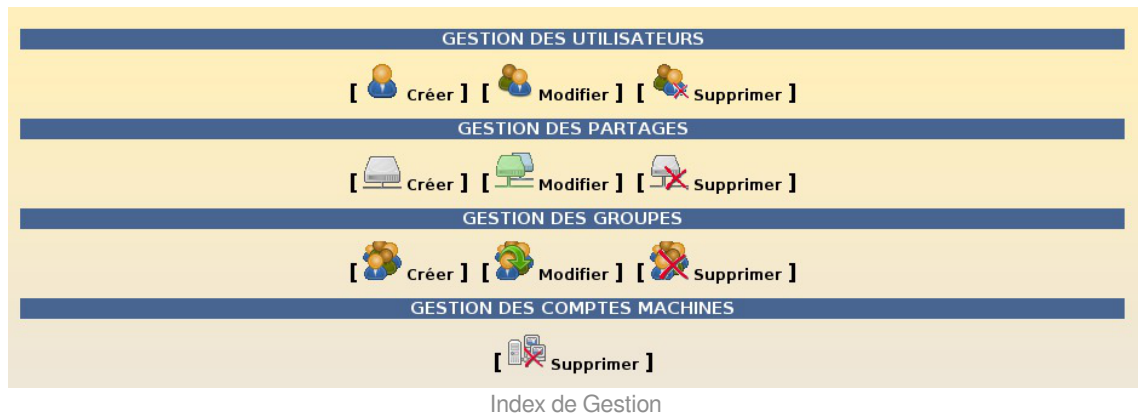 GESTION DES UTILISATEURS
[ Créer ] [ Modifier ] [ Supprimer ]
GESTION DES PARTAGES
[ Créer ] [ Modifier ] [ Supprimer ]
GESTION DES GROUPES
[ Créer ] [ Modifier ] [ Supprimer ]
GESTION DES COMPTES MACHINES
[ Supprimer ]
Index de Gestion